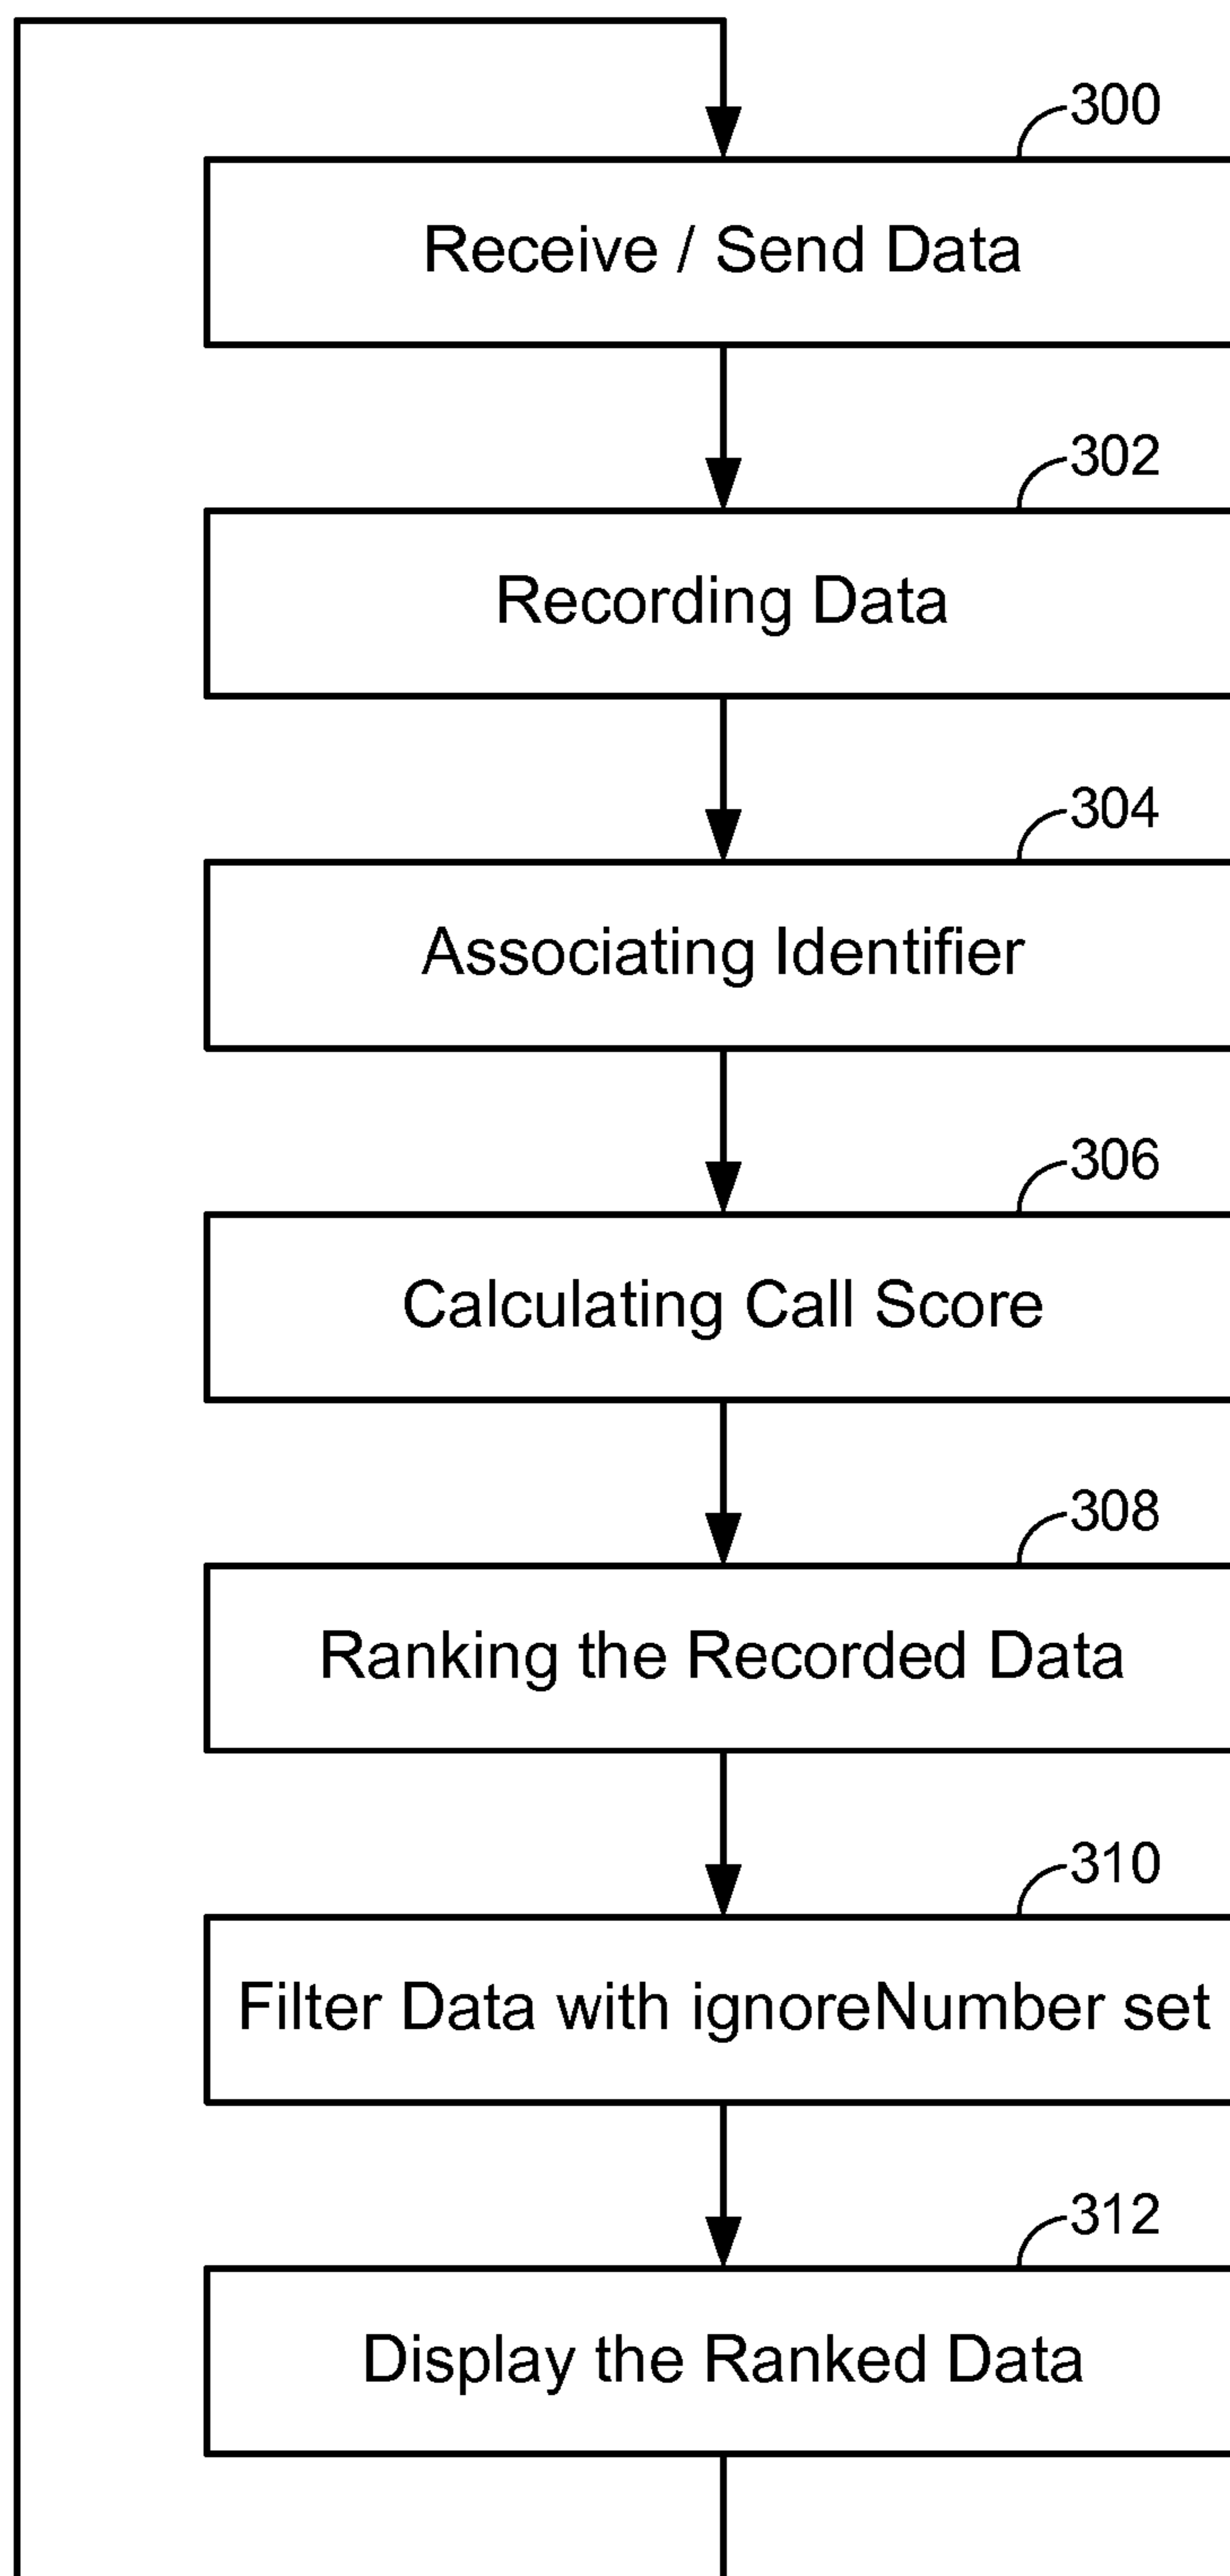 300
Receive / Send Data
302
Recording Data
304
Associating Identifier
306
Calculating Call Score
308
Ranking the Recorded Data
310
Filter Data with ignoreNumber set
312
Display the Ranked Data